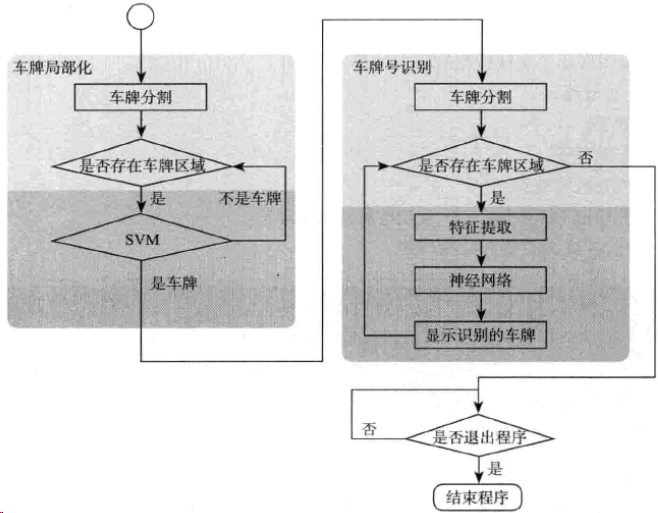 车牌局部化
车牌分割
是否存在车牌区域
是
不是车牌
SVM
是车牌
车牌号识别
车牌分割
是否存在车牌区域
否
是
特征提取
神经网络
显示识别的车牌
否
是否退出程序
是
结束程序